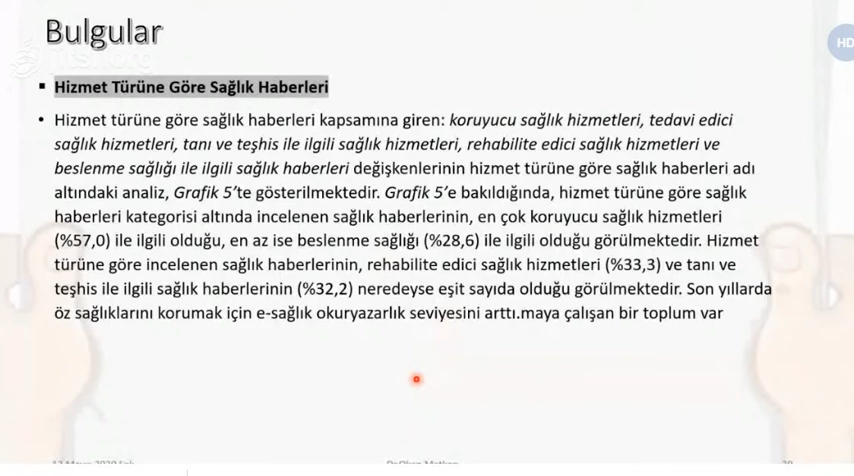 Bulgular
HD
▪ Hizmet Türüne Göre Sağlık Haberleri
• Hizmet türüne göre sağlık haberleri kapsamına giren: koruyucu sağlık hizmetleri, tedavi edici
sağlık hizmetleri, tanı ve teşhis ile ilgili sağlık hizmetleri, rehabilite edici sağlık hizmetleri ve
beslenme sağlığı ile ilgili sağlık haberleri değişkenlerinin hizmet türüne göre sağlık haberleri adı
altındaki analiz, Grafik 5'te gösterilmektedir. Grafik 5'e bakıldığında, hizmet türüne göre sağlık
haberleri kategorisi altında incelenen sağlık haberlerinin, en çok koruyucu sağlık hizmetleri
(%57,0) ile ilgili olduğu, en az ise beslenme sağlığı (%28,6) ile ilgili olduğu görülmektedir. Hizmet
türüne göre incelenen sağlık haberlerinin, rehabilite edici sağlık hizmetleri (%33,3) ve tanı ve
teşhis ile ilgili sağlık haberlerinin (%32,2) neredeyse eşit sayıda olduğu görülmektedir. Son yıllarda
öz sağlıklarını korumak için e-sağlık okuryazarlık seviyesini arttı.maya çalışan bir toplum var